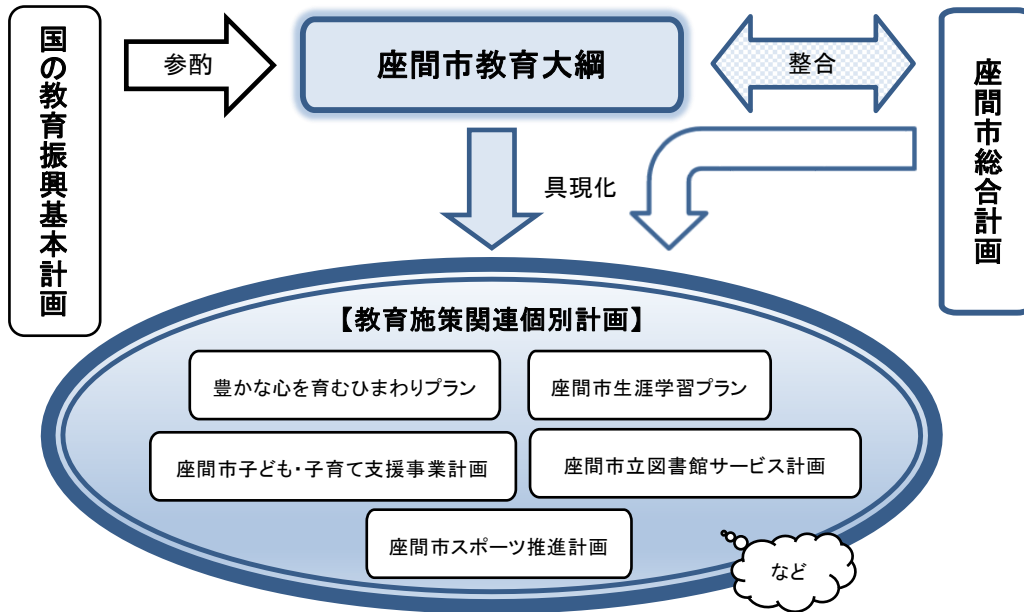 国の教育振興基本計画
参酌
座間市教育大綱
整合
座間市総合計画
具現化
【教育施策関連個別計画】
豊かな心を育むひまわりプラン
座間市生涯学習プラン
座間市子ども・子育て支援事業計画
座間市立図書館サービス計画
座間市スポーツ推進計画
など